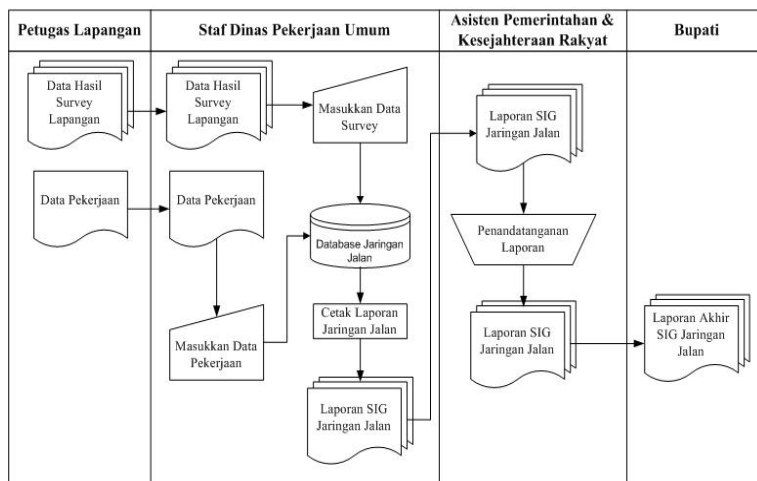 Petugas Lapangan
Staf Dinas Pekerjaan Umum
Asisten Pemerintahan &
Kesejahteraan Rakyat
Bupati
Data Hasil
Survey
Lapangan
Data Hasil
Survey
Lapangan
Masukkan Data
Survey
Laporan SIG
Jaringan Jalan
Data Pekerjaan
Data Pekerjaan
Database Jaringan
Jalan
Penandatanganan
Laporan
Masukkan Data
Pekerjaan
Cetak Laporan
Jaringan Jalan
Laporan SIG
Jaringan Jalan
Laporan SIG
Jaringan Jalan
Laporan Akhir
SIG Jaringan
Jalan